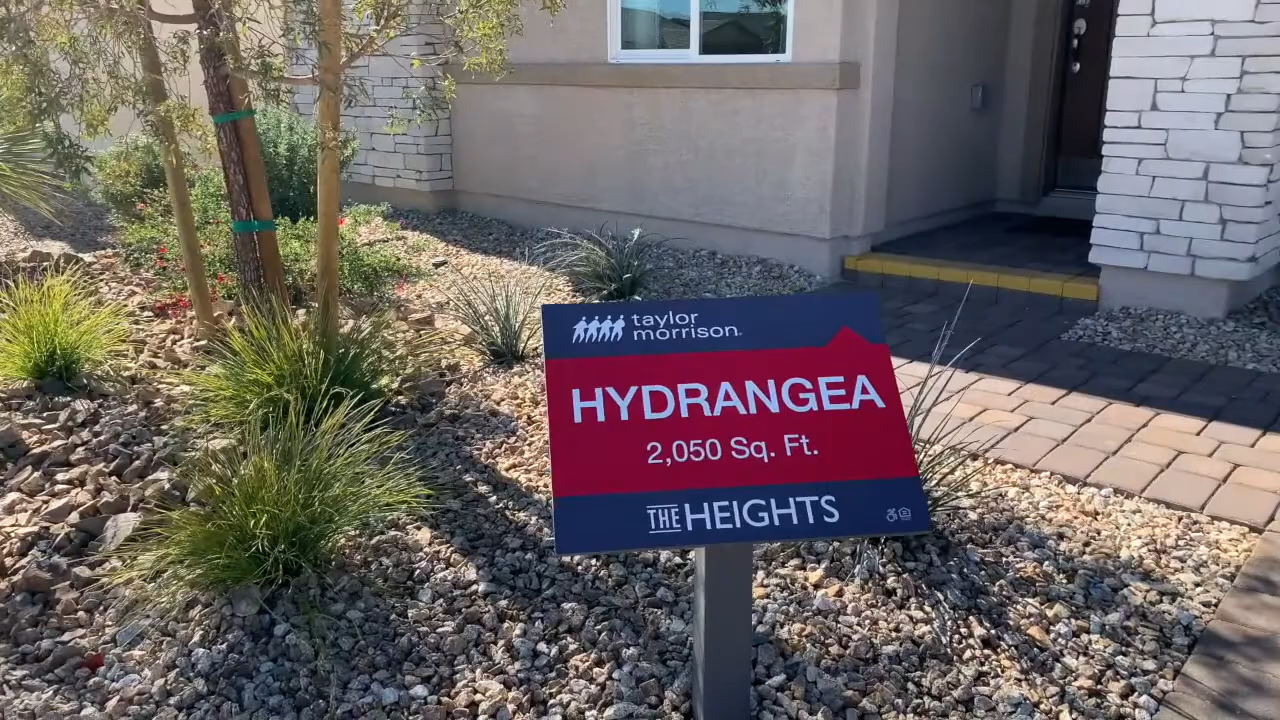 taylor
morrison.
HYDRANGEA
2,050 Sq. Ft.
THE HEIGHTS